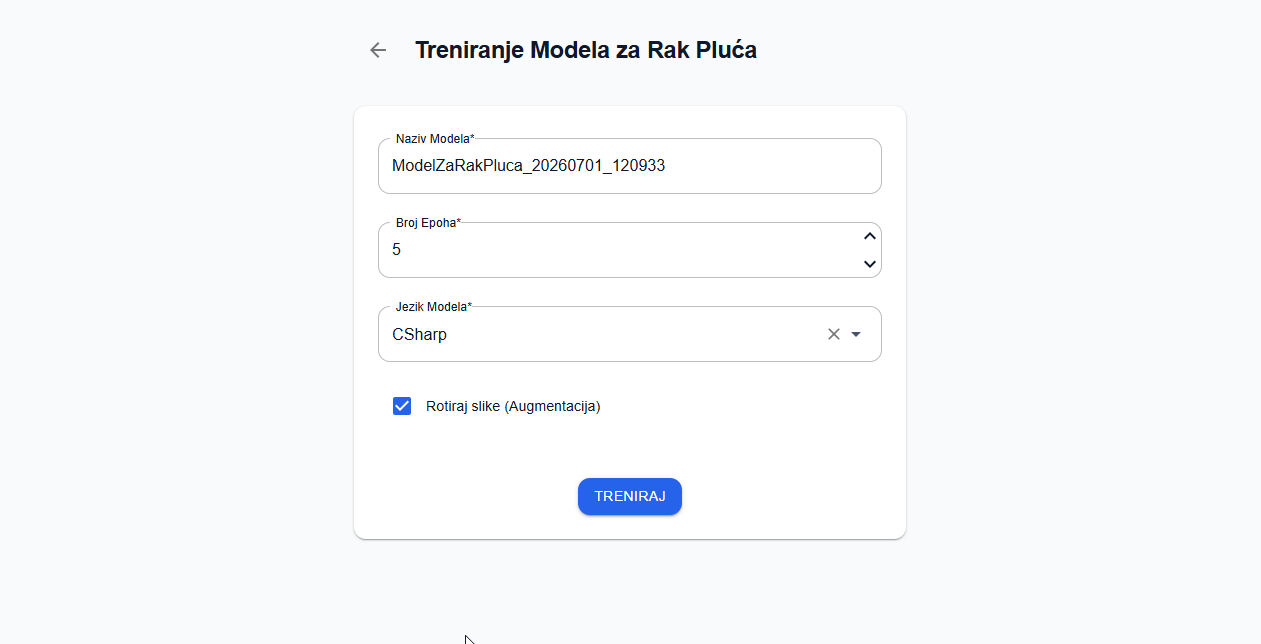 Treniranje Modela za Rak Pluća
Naziv Modela*
ModelZaRakPluca_20260701_120933
Broj Epoha*
5
Jezik Modela*
CSharp
Rotiraj slike (Augmentacija)
TRENIRAJ